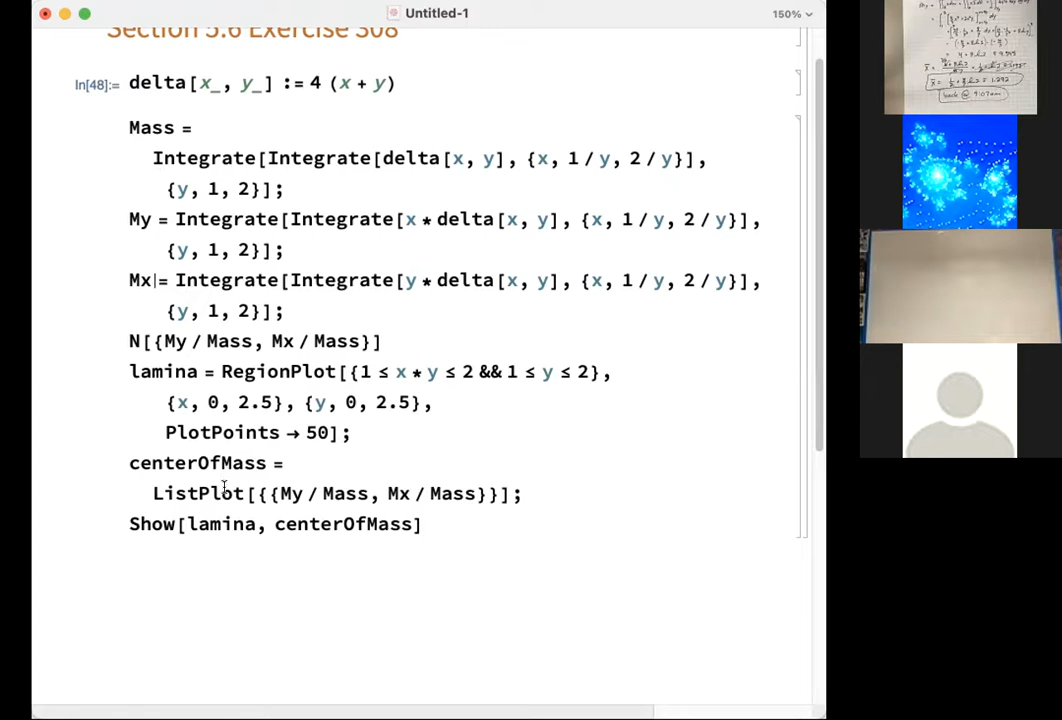 Untitled-1
150%
Section 5.6 Exercise 308
In[48]:= delta[x_, y_] := 4 (x + y)
Mass =
Integrate[Integrate[delta[x, y], {x, 1 / y, 2 / y}],
{y, 1, 2}];
My = Integrate[Integrate[x * delta[x, y], {x, 1 / y, 2 / y}],
{y, 1, 2}];
Mx = Integrate[Integrate[y * delta[x, y], {x, 1 / y, 2 / y}],
{y, 1, 2}];
N[{My / Mass, Mx / Mass}]
lamina = RegionPlot[{1 ≤ x * y ≤ 2 && 1 ≤ y ≤ 2},
{x, 0, 2.5}, {y, 0, 2.5},
PlotPoints → 50];
centerOfMass =
ListPlot[{{My / Mass, Mx / Mass}}];
Show[lamina, centerOfMass]
back @ 9:07am